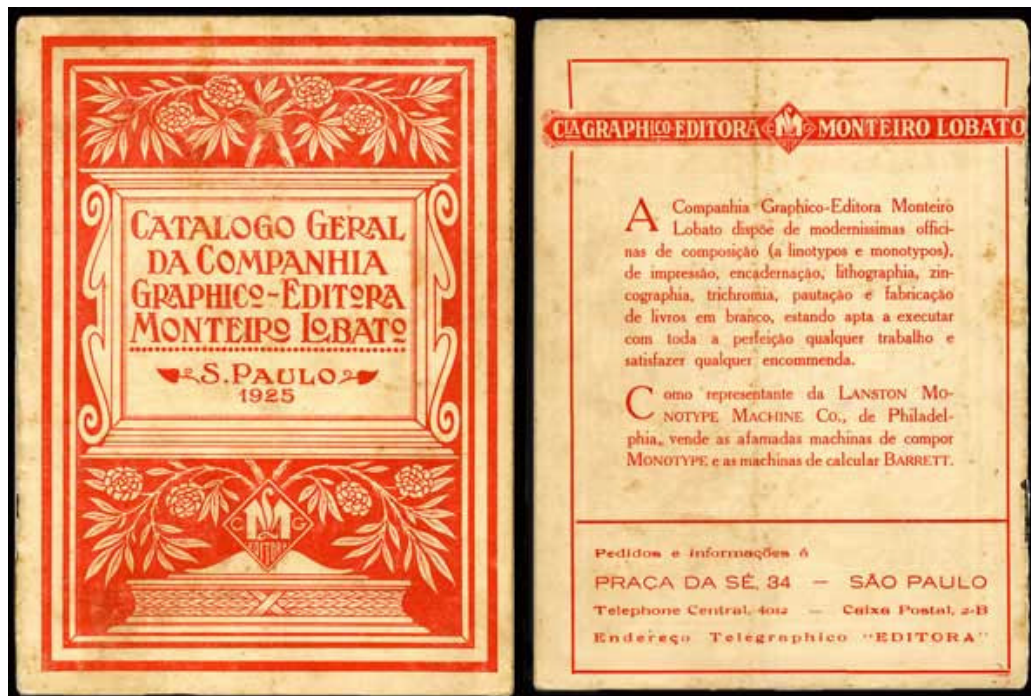 CATALOGO GERAL
DA COMPANHIA
GRAPHICO-EDITORA
MONTEIRO LOBATO
S. PAULO
1925
C M G
EDITORA
CIA GRAPHICO-EDITORA M MONTEIRO LOBATO
A Companhia Graphico-Editora Monteiro
Lobato dispõe de modernissimas offici-
nas de composição (a linotypos e monotypos),
de impressão, encadernação, lithographia, zin-
cographia, trichromia, pautação e fabricação
de livros em branco, estando apta a executar
com toda a perfeição qualquer trabalho e
satisfazer qualquer encommenda.
Como representante da LANSTON MO-
NOTYPE MACHINE CO., de Philadel-
phia, vende as afamadas machinas de compor
MONOTYPE e as machinas de calcular BARRETT.
Pedidos e informações á
PRAÇA DA SÉ, 34 — SÃO PAULO
Telephone Central, 4012 — Caixa Postal, 2-B
Endereço Telegraphico "EDITORA"